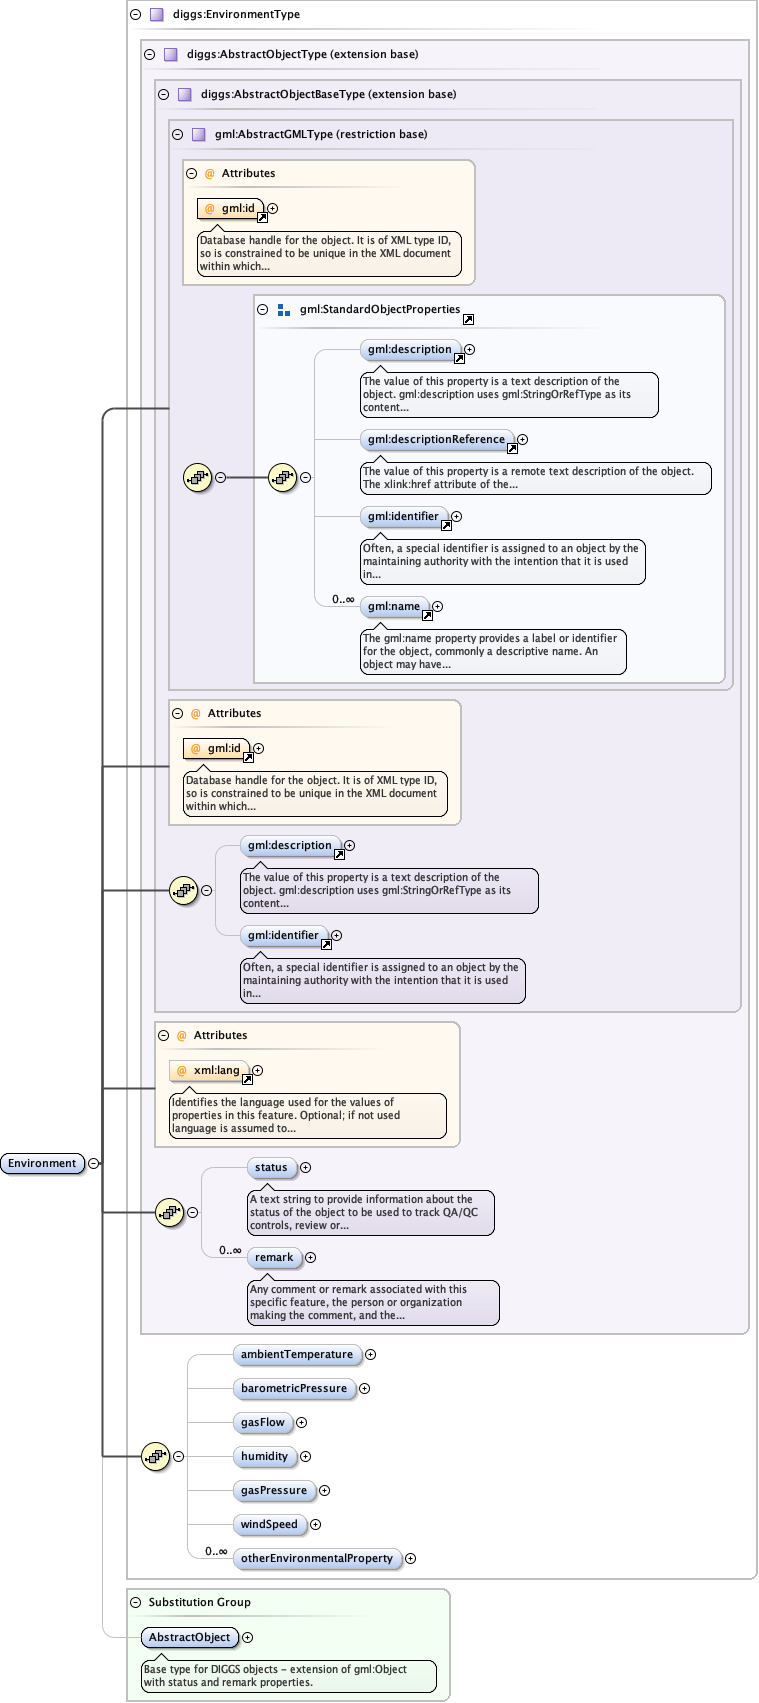 diggs:EnvironmentType
diggs:AbstractObjectType (extension base)
diggs:AbstractObjectBaseType (extension base)
gml:AbstractGMLType (restriction base)
@ Attributes
@ gml:id
Database handle for the object. It is of XML type ID,
so is constrained to be unique in the XML document
within which...
gml:StandardObjectProperties
gml:description
The value of this property is a text description of the
object. gml:description uses gml:StringOrRefType as its
content...
gml:descriptionReference
The value of this property is a remote text description of the object.
The xlink:href attribute of the...
gml:identifier
Often, a special identifier is assigned to an object by the
maintaining authority with the intention that it is used
in...
0..∞
gml:name
The gml:name property provides a label or identifier
for the object, commonly a descriptive name. An
object may have...
@ Attributes
@ gml:id
Database handle for the object. It is of XML type ID,
so is constrained to be unique in the XML document
within which...
gml:description
The value of this property is a text description of the
object. gml:description uses gml:StringOrRefType as its
content...
gml:identifier
Often, a special identifier is assigned to an object by the
maintaining authority with the intention that it is used
in...
@ Attributes
@ xml:lang
Identifies the language used for the values of
properties in this feature. Optional; if not used
language is assumed to...
Environment
status
A text string to provide information about the
status of the object to be used to track QA/QC
controls, review or...
0..∞
remark
Any comment or remark associated with this
specific feature, the person or organization
making the comment, and the...
ambientTemperature
barometricPressure
gasFlow
humidity
gasPressure
windSpeed
0..∞
otherEnvironmentalProperty
Substitution Group
AbstractObject
Base type for DIGGS objects - extension of gml:Object
with status and remark properties.